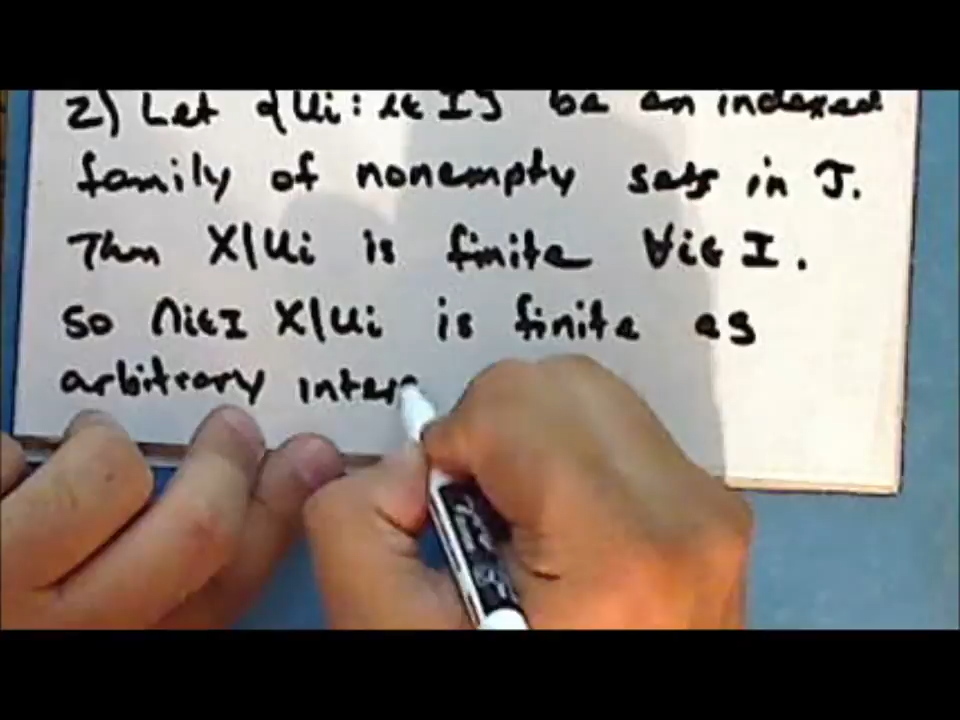 2) Let {Ui : i∈ I} be an indexed
family of nonempty sets in J.
Then X\Ui is finite ∀i∈ I.
So ∩i∈I X\Ui is finite as
arbitrary inters